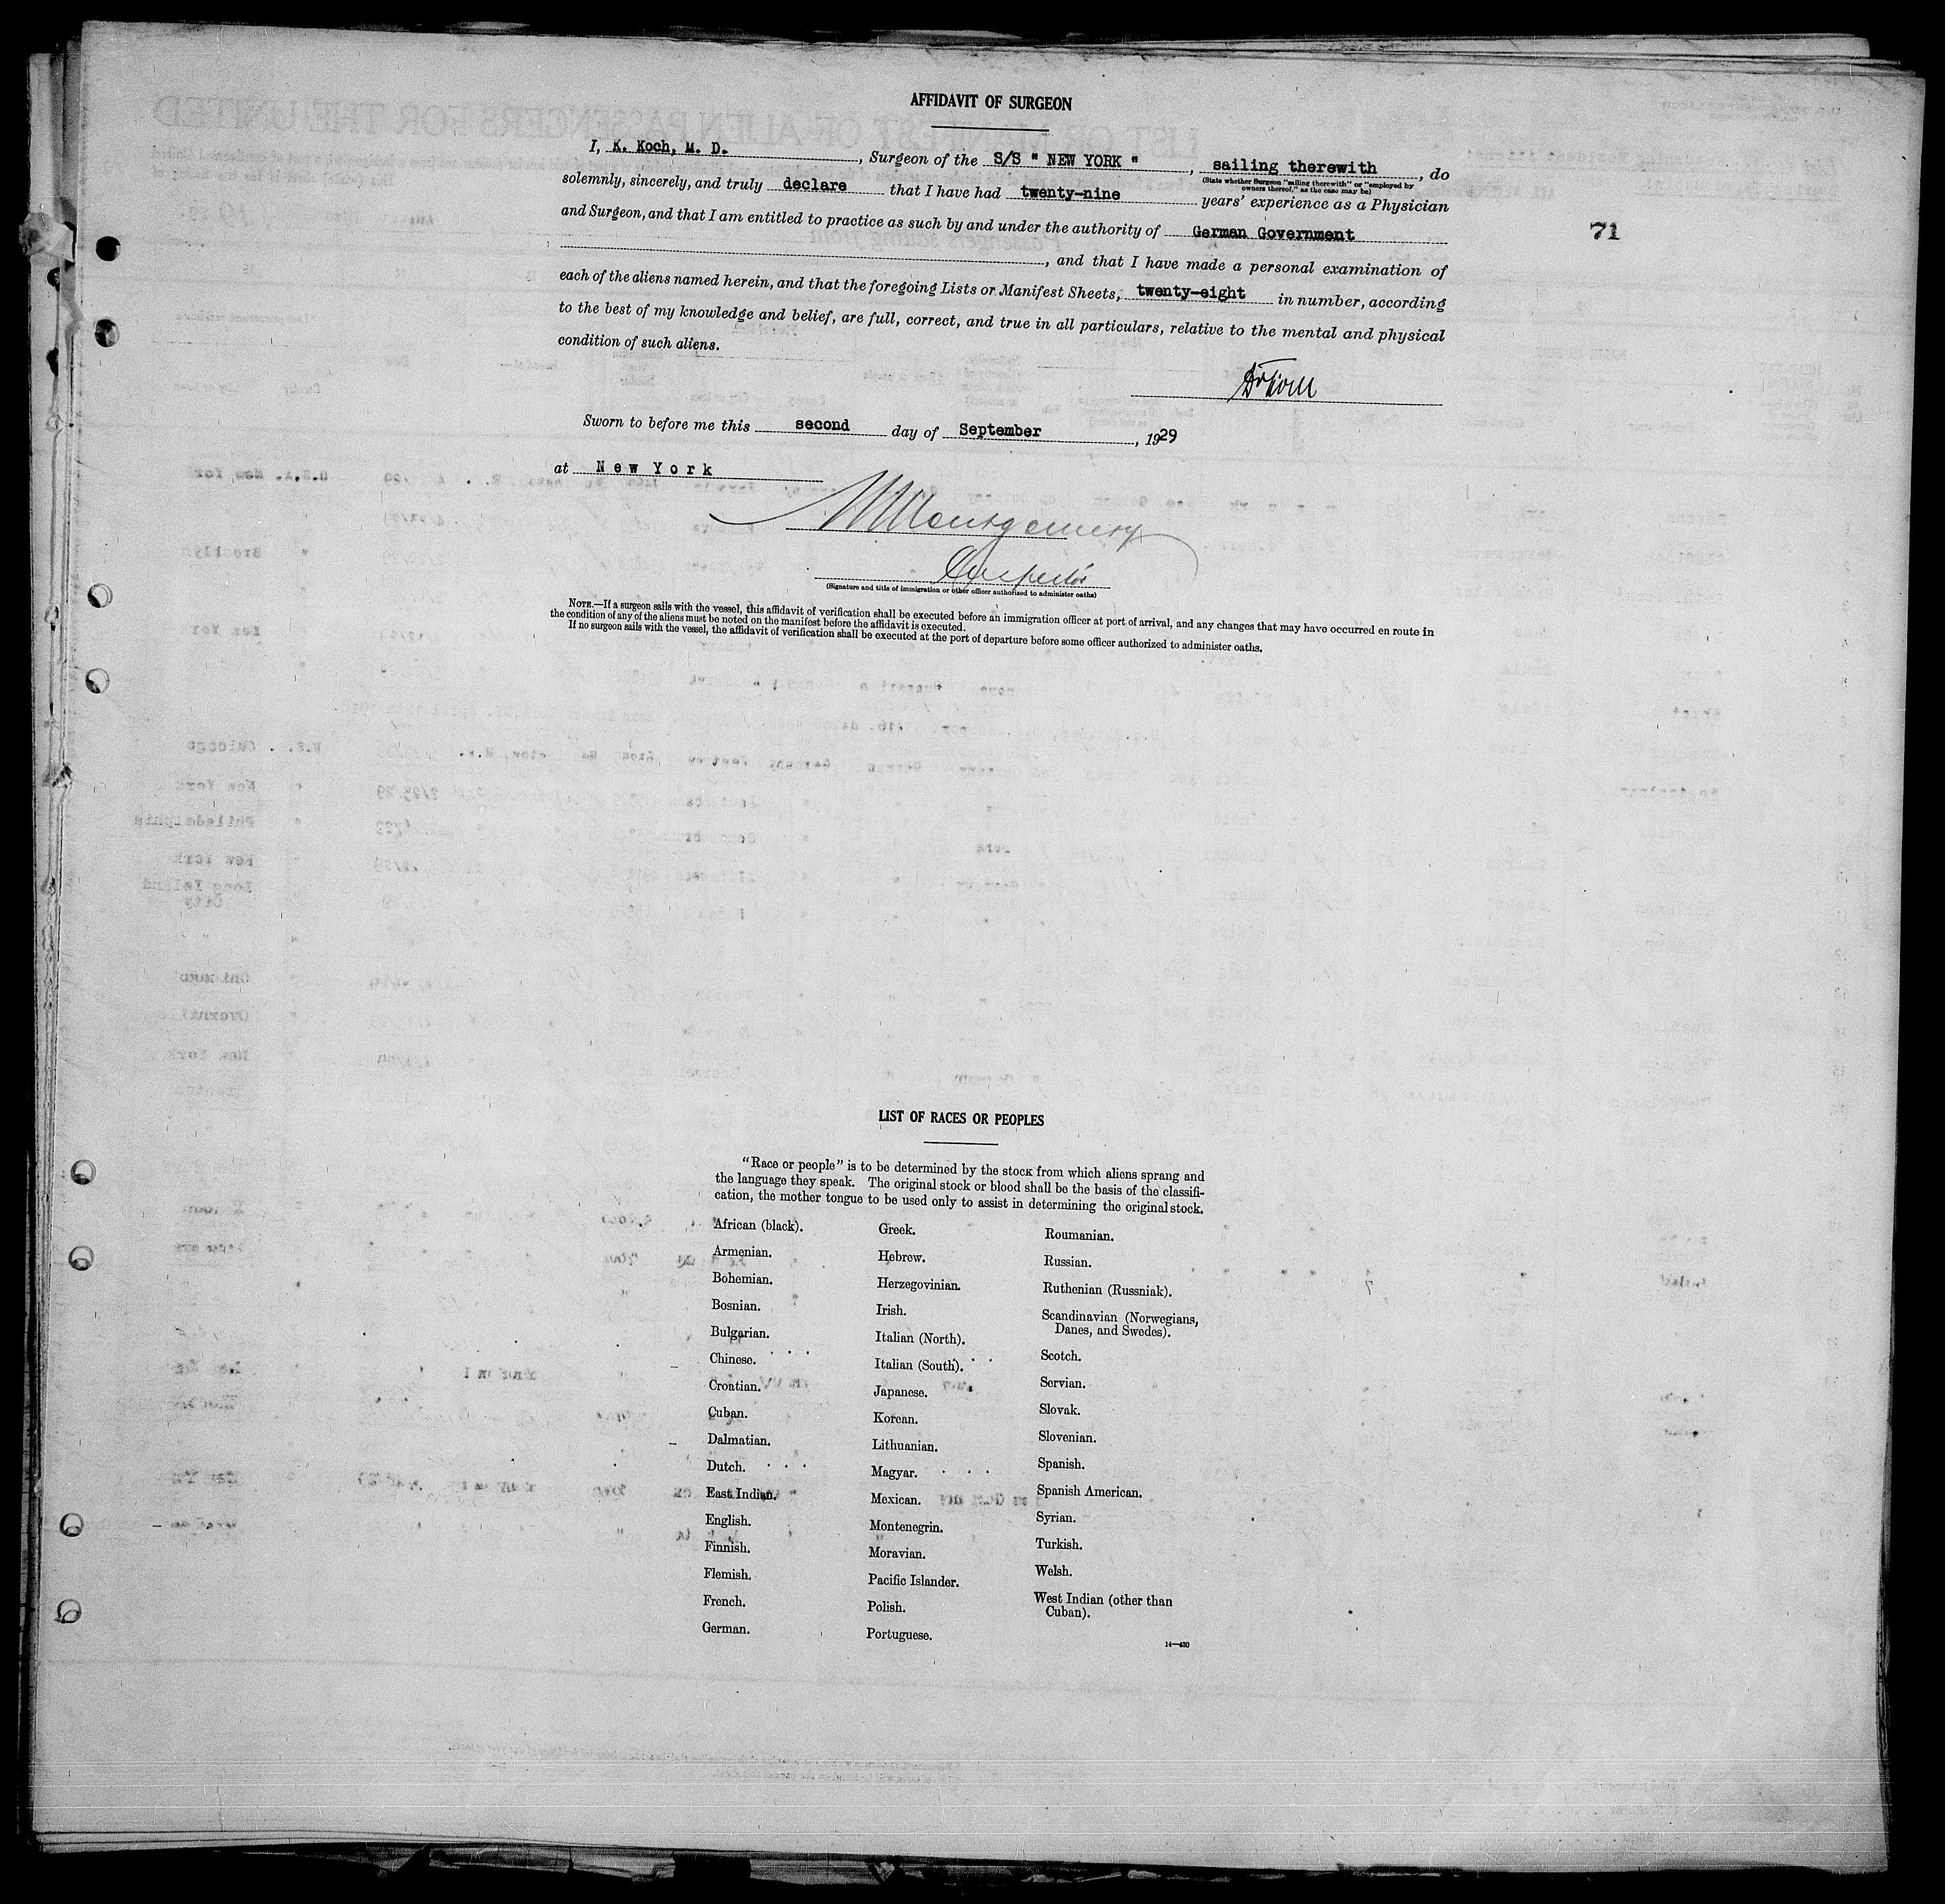 AFFIDAVIT OF SURGEON
I, K. Koch, M. D. , Surgeon of the S/S " NEW YORK " , sailing therewith , do
(State whether Surgeon "sailing therewith" or "employed by
owners thereof," as the case may be)
solemnly, sincerely, and truly declare that I have had twenty-nine years' experience as a Physician
and Surgeon, and that I am entitled to practice as such by and under the authority of German Government
71
, and that I have made a personal examination of
each of the aliens named herein, and that the foregoing Lists or Manifest Sheets, twenty-eight in number, according
to the best of my knowledge and belief, are full, correct, and true in all particulars, relative to the mental and physical
condition of such aliens.
Sworn to before me this second day of September , 1929
at New York
Montgomery
Inspector
(Signature and title of immigration or other officer authorized to administer oaths)
NOTE.—If a surgeon sails with the vessel, this affidavit of verification shall be executed before an immigration officer at port of arrival, and any changes that may have occurred en route in
the condition of any of the aliens must be noted on the manifest before the affidavit is executed.
If no surgeon sails with the vessel, the affidavit of verification shall be executed at the port of departure before some officer authorized to administer oaths.
LIST OF RACES OR PEOPLES
"Race or people" is to be determined by the stock from which aliens sprang and
the language they speak. The original stock or blood shall be the basis of the classifi-
cation, the mother tongue to be used only to assist in determining the original stock.
African (black).
Armenian.
Bohemian.
Bosnian.
Bulgarian.
Chinese.
Croatian.
Cuban.
Dalmatian.
Dutch.
East Indian.
English.
Finnish.
Flemish.
French.
German.
Greek.
Hebrew.
Herzegovinian.
Irish.
Italian (North).
Italian (South).
Japanese.
Korean.
Lithuanian.
Magyar.
Mexican.
Montenegrin.
Moravian.
Pacific Islander.
Polish.
Portuguese.
Roumanian.
Russian.
Ruthenian (Russniak).
Scandinavian (Norwegians,
Danes, and Swedes).
Scotch.
Servian.
Slovak.
Slovenian.
Spanish.
Spanish American.
Syrian.
Turkish.
Welsh.
West Indian (other than
Cuban).
14—430